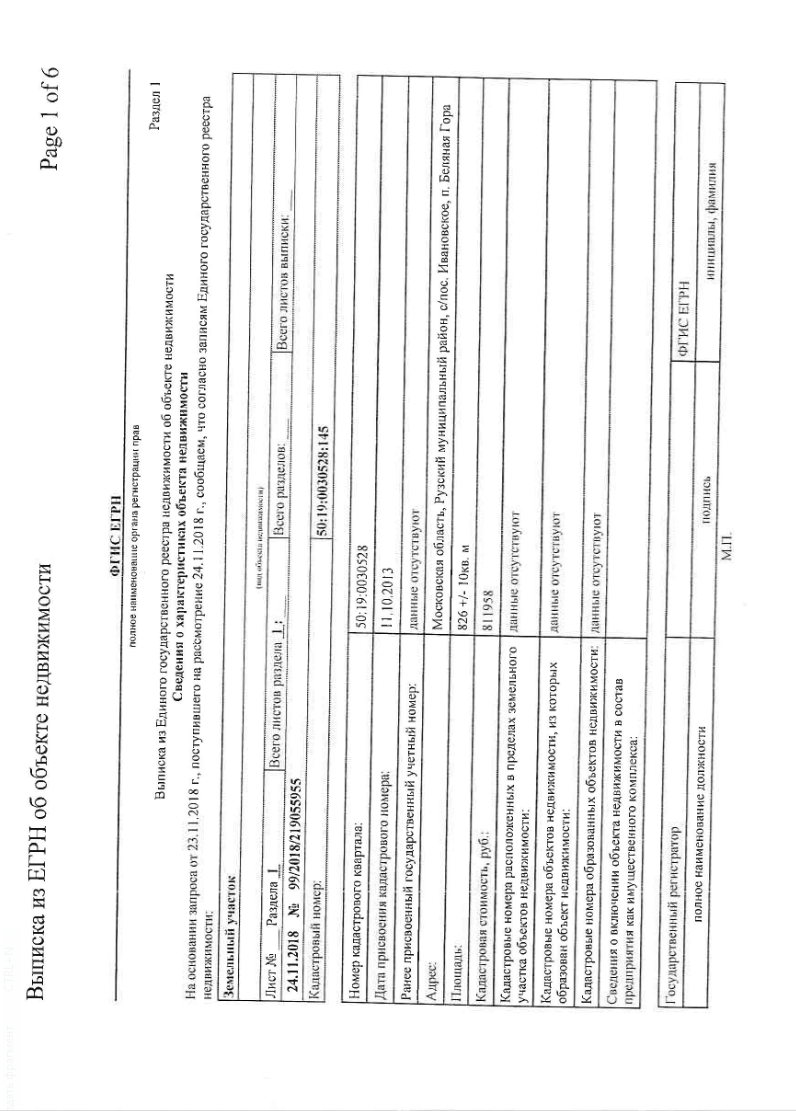 Выписка из ЕГРН об объекте недвижимости
Page 1 of 6
ФГИС ЕГРН
полное наименование органа регистрации прав
Раздел 1
Выписка из Единого государственного реестра недвижимости об объекте недвижимости
Сведения о характеристиках объекта недвижимости
На основании запроса от 23.11.2018 г., поступившего на рассмотрение 24.11.2018 г., сообщаем, что согласно записям Единого государственного реестра
недвижимости:
Земельный участок
(вид объекта недвижимости)
Лист № ___ Раздела 1
Всего листов раздела 1 :
Всего разделов: ___
Всего листов выписки: ___
24.11.2018 № 99/2018/219055955
Кадастровый номер:
50:19:0030528:145
Номер кадастрового квартала:
50:19:0030528
Дата присвоения кадастрового номера:
11.10.2013
Ранее присвоенный государственный учетный номер:
данные отсутствуют
Адрес:
Московская область, Рузский муниципальный район, с/пос. Ивановское, п. Беляная Гора
Площадь:
826 +/- 10кв. м
Кадастровая стоимость, руб.:
811958
Кадастровые номера расположенных в пределах земельного
участка объектов недвижимости:
данные отсутствуют
Кадастровые номера объектов недвижимости, из которых
образован объект недвижимости:
данные отсутствуют
Кадастровые номера образованных объектов недвижимости:
данные отсутствуют
Сведения о включении объекта недвижимости в состав
предприятия как имущественного комплекса:
Государственный регистратор
ФГИС ЕГРН
полное наименование должности
подпись
инициалы, фамилия
М.П.